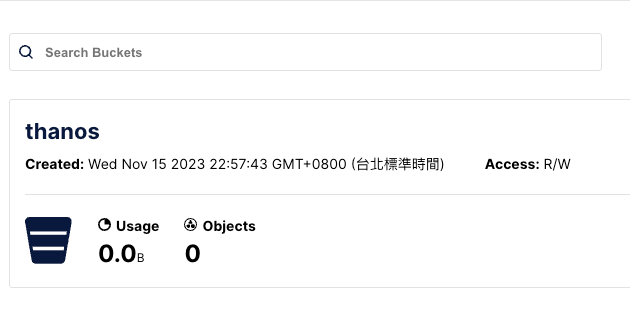 Search Buckets
thanos
Created: Wed Nov 15 2023 22:57:43 GMT+0800 (台北標準時間) Access: R/W
Usage Objects
0.0B 0